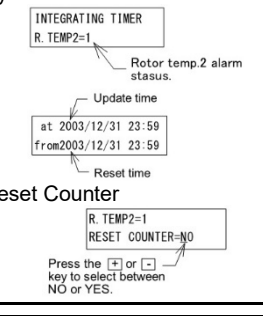 INTEGRATING TIMER
R. TEMP2=1
Rotor temp.2 alarm
stasus.
Update time
at 2003/12/31 23:59
from2003/12/31 23:59
Reset time
eset Counter
R. TEMP2=1
RESET COUNTER=NO
Press the + or -
key to select between
NO or YES.